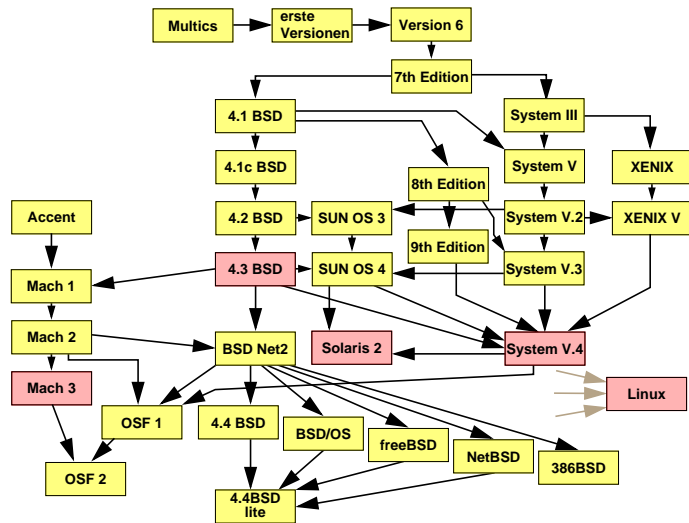 Multics
erste
Versionen
Version 6
7th Edition
4.1 BSD
System III
4.1c BSD
System V
XENIX
8th Edition
Accent
4.2 BSD
SUN OS 3
System V.2
XENIX V
9th Edition
Mach 1
4.3 BSD
SUN OS 4
System V.3
Mach 2
BSD Net2
Solaris 2
System V.4
Mach 3
Linux
OSF 1
4.4 BSD
BSD/OS
freeBSD
NetBSD
386BSD
OSF 2
4.4BSD
lite